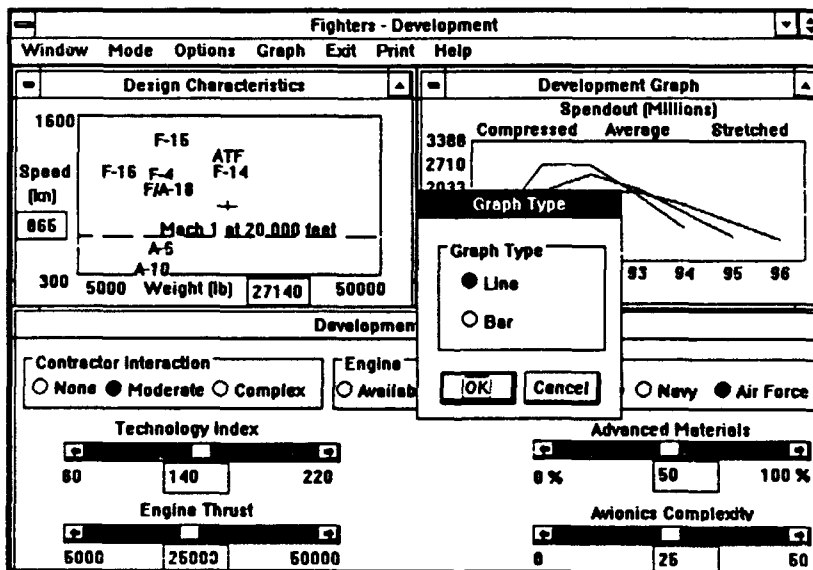 Fighters - Development
Window Mode Options Graph Exit Print Help
Design Characteristics
1600
Speed
(kn)
865
300
F-15
ATF
F-16 F-4 F-14
F/A-18
Mach 1 at 20,000 feet
A-6
A-10
5000 Weight (lb) 27140 50000
Development Graph
Spendout (Millions)
Compressed Average Stretched
3388
2710
2033
93 94 95 96
Graph Type
Graph Type
Line
Bar
OK Cancel
Contractor Interaction
None Moderate Complex
Engine
Navy Air Force
Technology Index
60 140 220
Advanced Materials
0 % 50 100 %
Engine Thrust
5000 25000 50000
Avionics Complexity
0 25 50